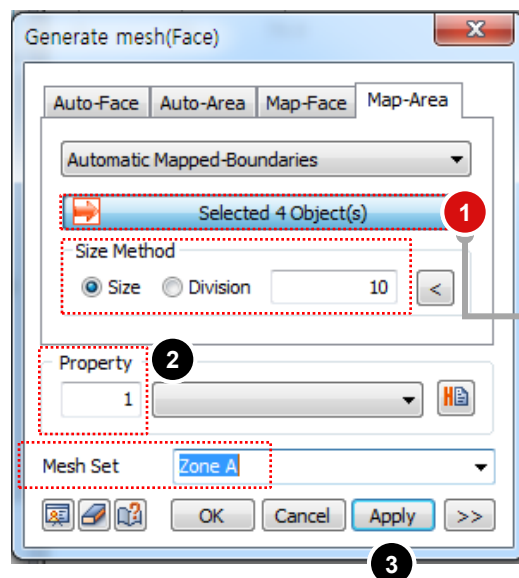 Generate mesh(Face)
Auto-Face Auto-Area Map-Face Map-Area
Automatic Mapped-Boundaries
Selected 4 Object(s)
1
Size Method
Size Division 10 <
Property
2
1
Mesh Set Zone A
OK Cancel Apply >>
3